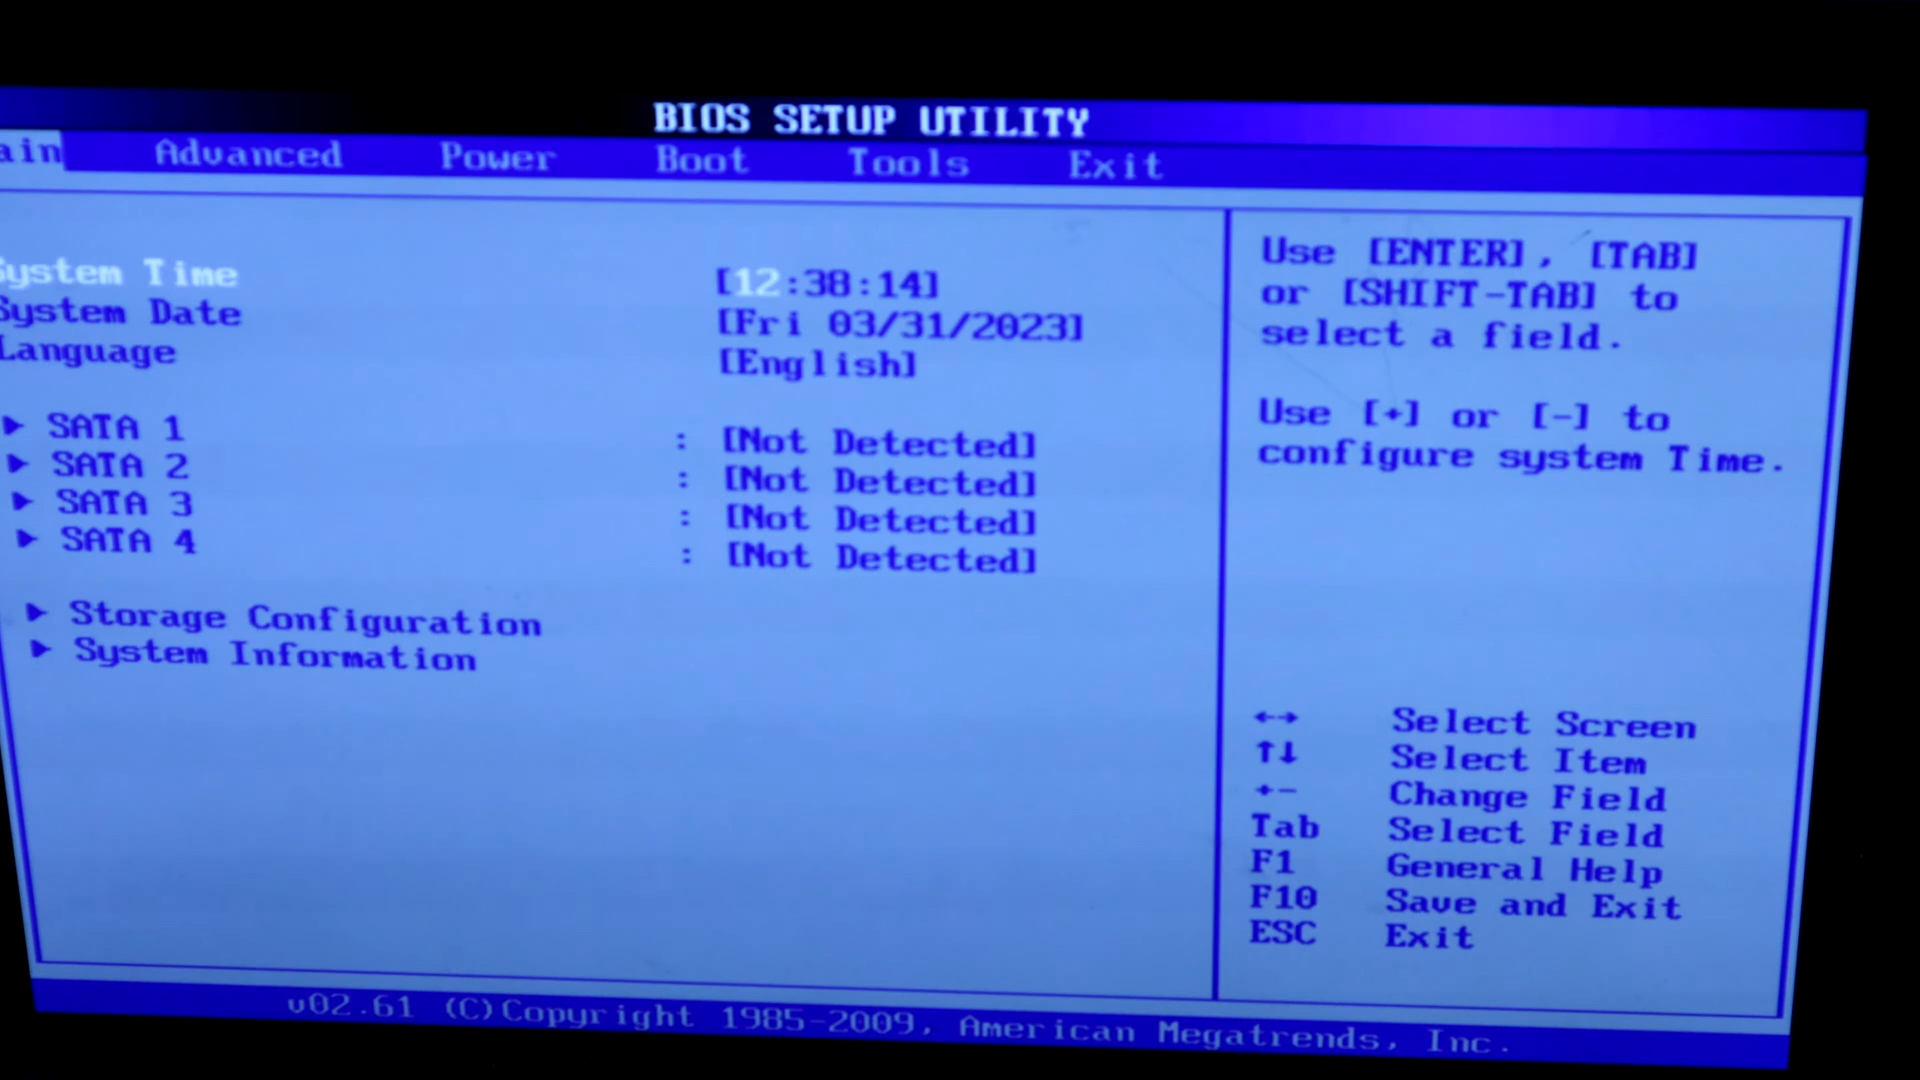 BIOS SETUP UTILITY
ain Advanced Power Boot Tools Exit
System Time [12:38:14]
System Date [Fri 03/31/2023]
Language [English]
▶ SATA 1 : [Not Detected]
▶ SATA 2 : [Not Detected]
▶ SATA 3 : [Not Detected]
▶ SATA 4 : [Not Detected]
▶ Storage Configuration
▶ System Information
Use [ENTER], [TAB]
or [SHIFT-TAB] to
select a field.
Use [+] or [-] to
configure system Time.
←→ Select Screen
↑↓ Select Item
+- Change Field
Tab Select Field
F1 General Help
F10 Save and Exit
ESC Exit
v02.61 (C)Copyright 1985-2009, American Megatrends, Inc.